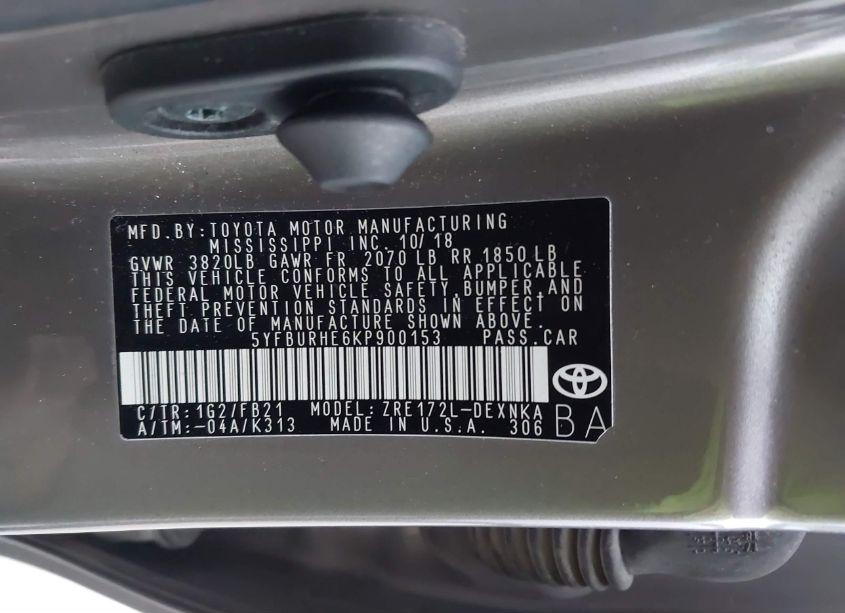 MFD.BY:TOYOTA MOTOR MANUFACTURING
MISSISSIPPI INC. 10/18
GVWR 3820LB GAWR FR 2070 LB RR 1850 LB
THIS VEHICLE CONFORMS TO ALL APPLICABLE
FEDERAL MOTOR VEHICLE SAFETY, BUMPER, AND
THEFT PREVENTION STANDARDS IN EFFECT ON
THE DATE OF MANUFACTURE SHOWN ABOVE.
5YFBURHE6KP900153 PASS.CAR
C/TR:1G2/FB21 MODEL:ZRE172L-DEXNKA
A/TM:-04A/K313 MADE IN U.S.A. 306 BA